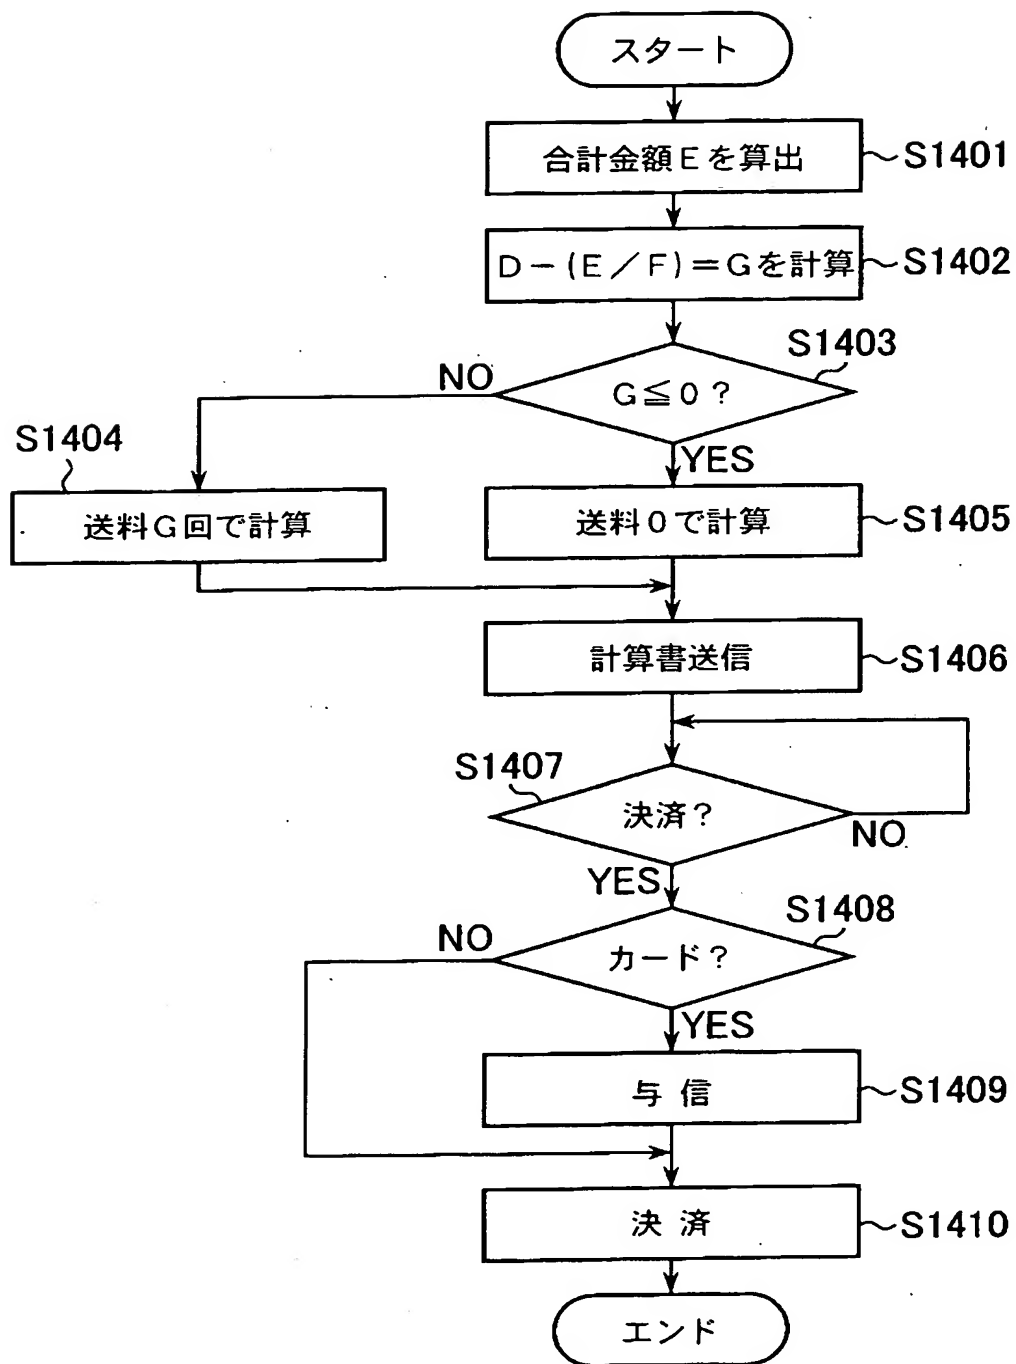 スタート
合計金額Eを算出
S1401
D-(E/F)=Gを計算
S1402
S1403
G≦0?
NO
YES
S1404
送料G回で計算
送料0で計算
S1405
計算書送信
S1406
S1407
決済?
NO
YES
S1408
カード?
NO
YES
与信
S1409
決済
S1410
エンド